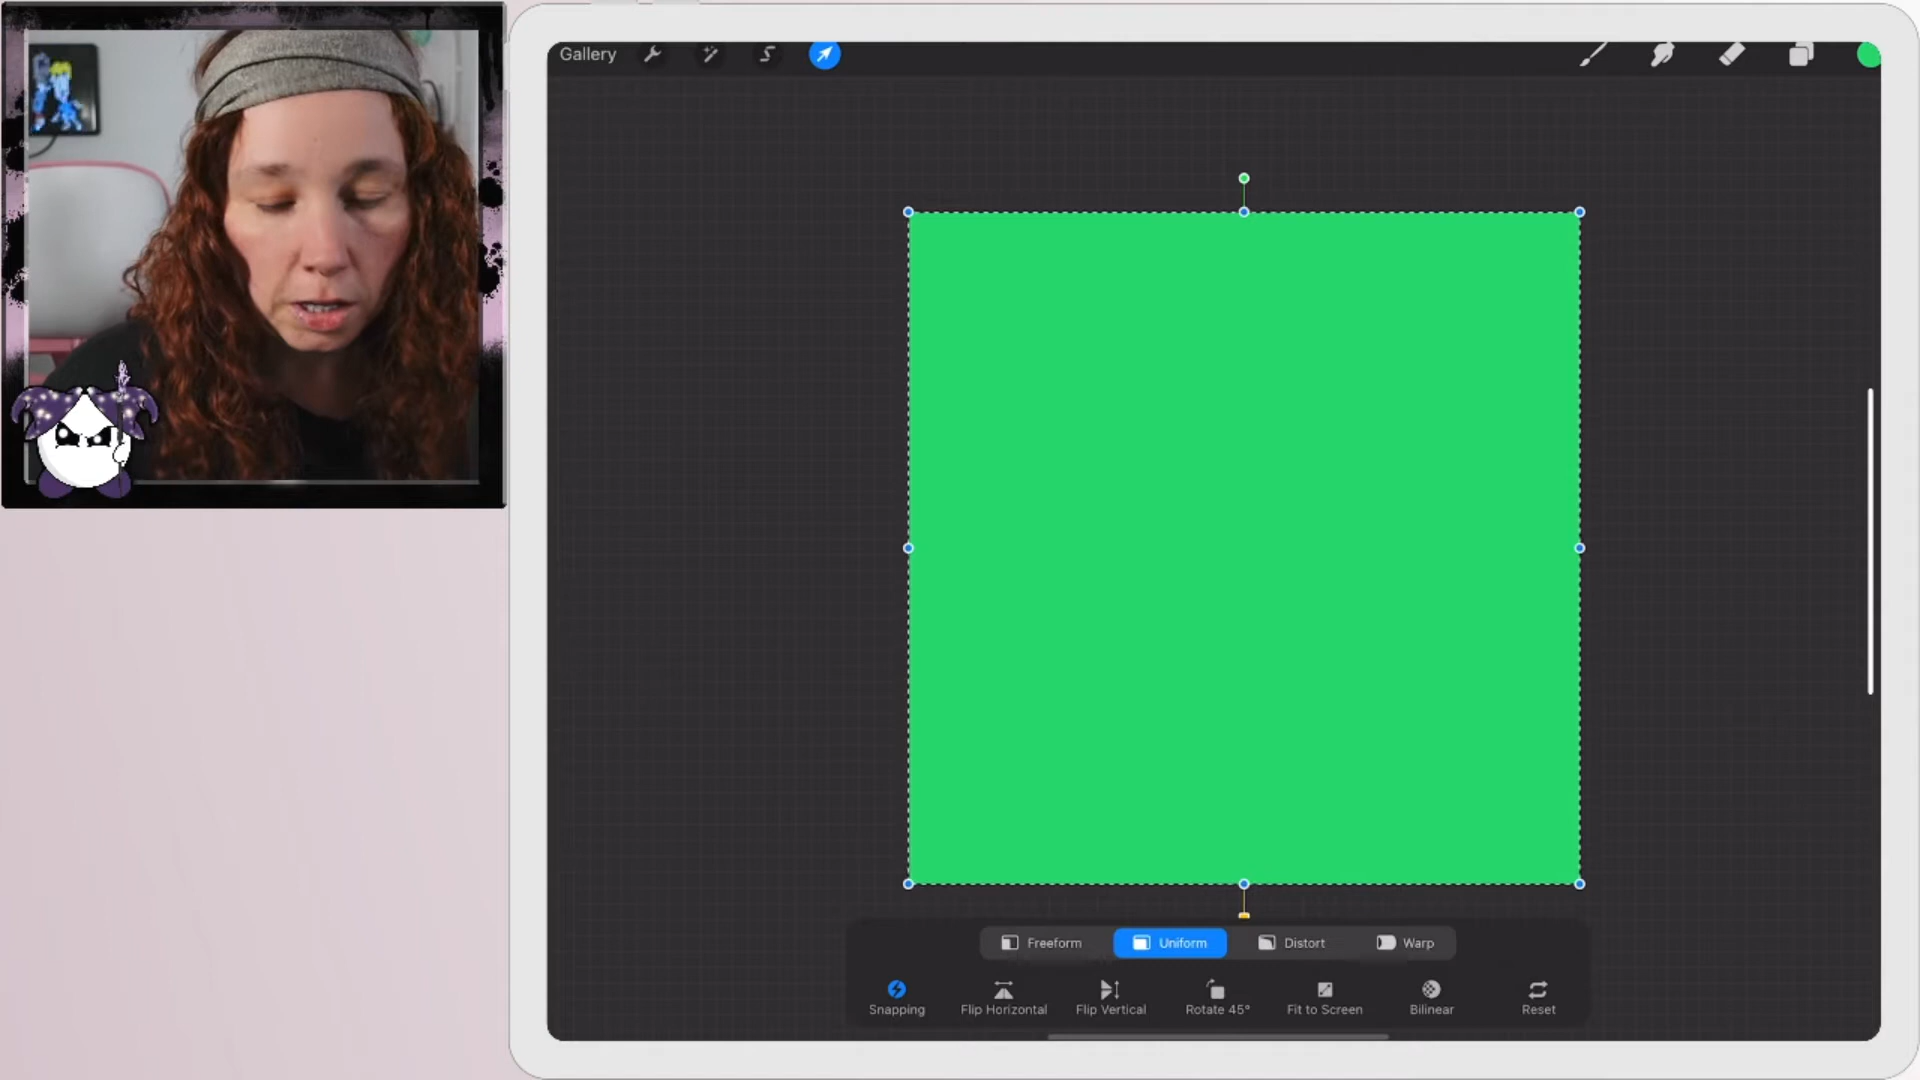 Gallery
Freeform
Uniform
Distort
Warp
Snapping
Flip Horizontal
Flip Vertical
Rotate 45°
Fit to Screen
Bilinear
Reset